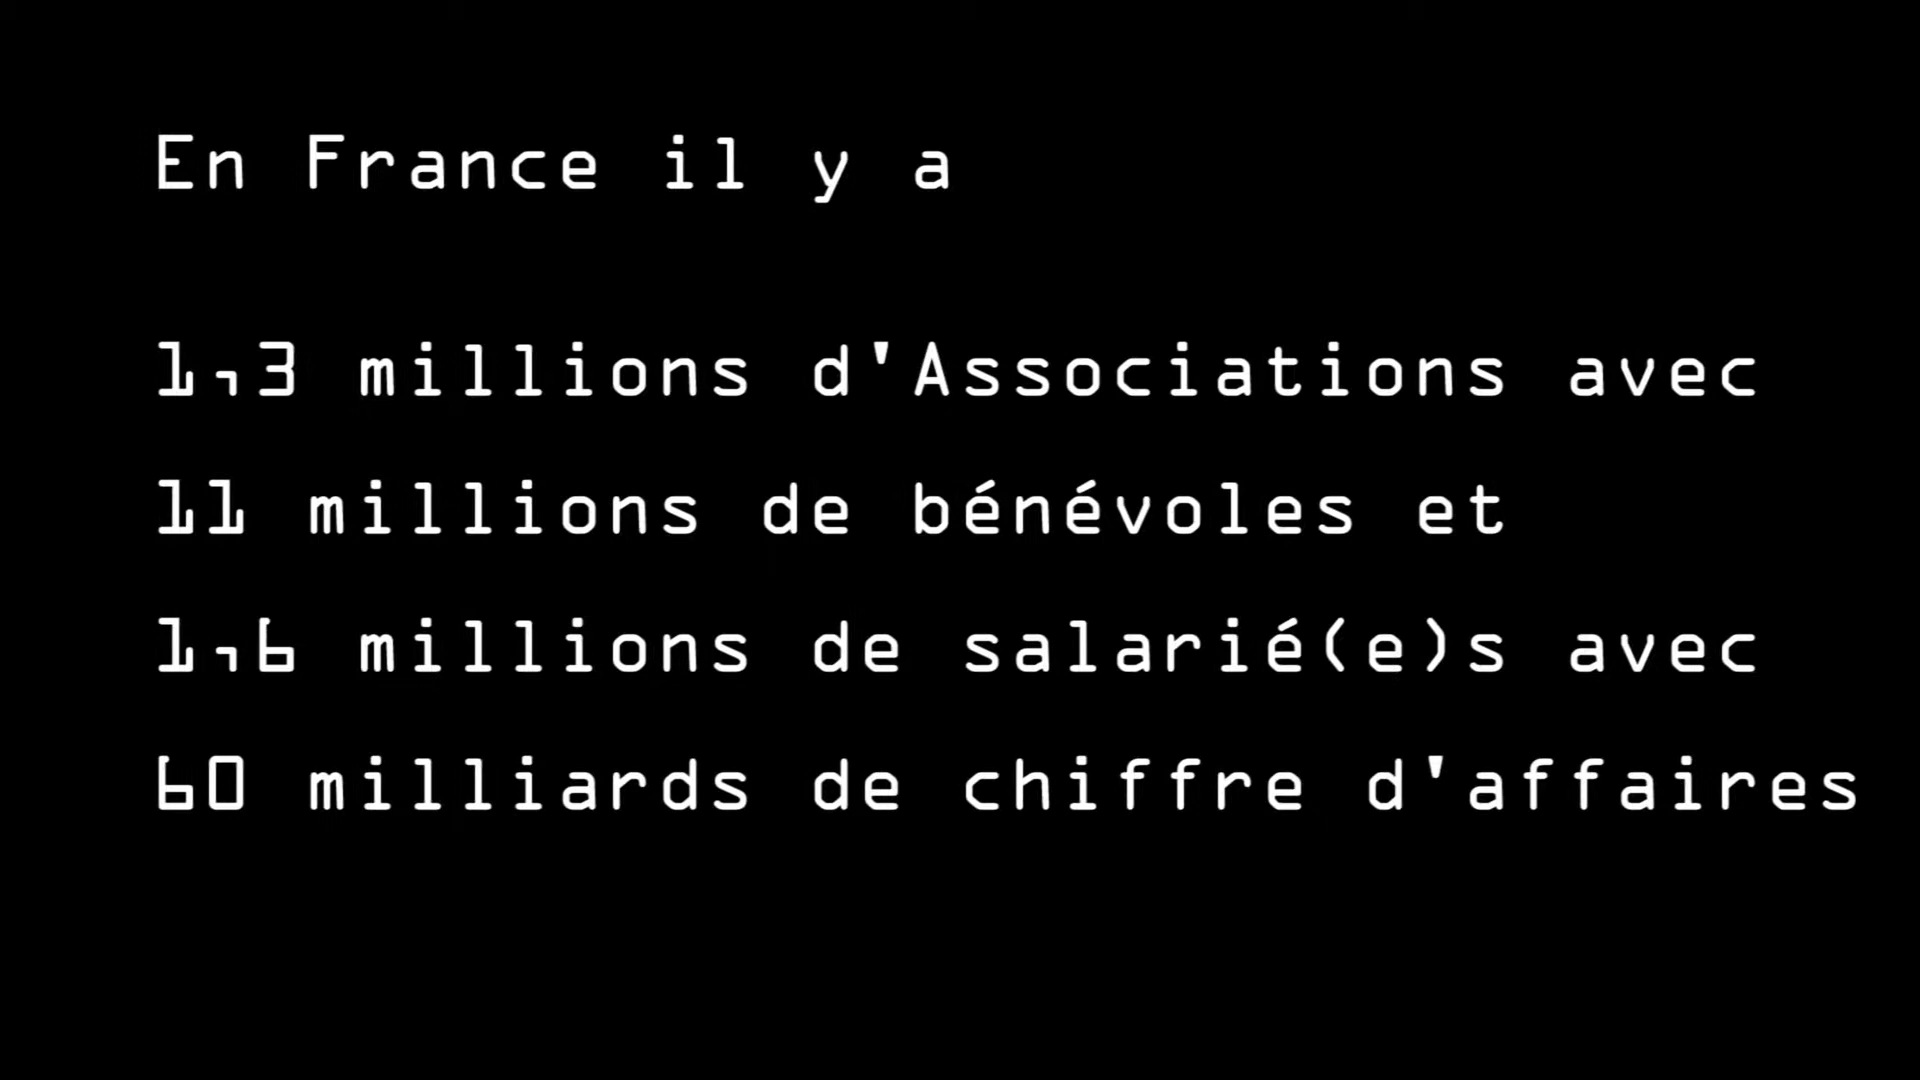 En France il y a
1,3 millions d'Associations avec
11 millions de bénévoles et
1,6 millions de salarié(e)s avec
60 milliards de chiffre d'affaires